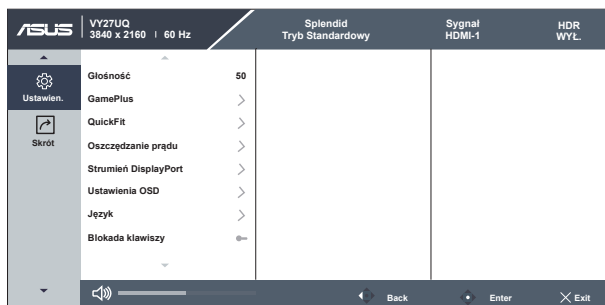 ASUS
VY27UQ
3840 x 2160 | 60 Hz
Splendid
Tryb Standardowy
Sygnał
HDMI-1
HDR
WYŁ.
Ustawien.
Skrót
Głośność 50
GamePlus
QuickFit
Oszczędzanie prądu
Strumień DisplayPort
Ustawienia OSD
Język
Blokada klawiszy
Back
Enter
Exit